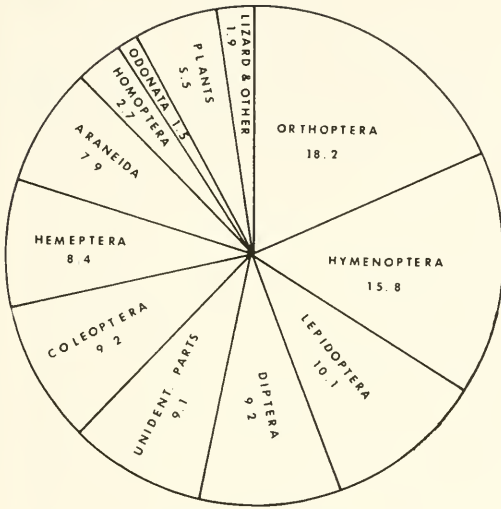 ORTHOPTERA
18.2
HYMENOPTERA
15.8
LEPIDOPTERA
10.1
DIPTERA
9.2
UNIDENT. PARTS
9.1
COLEOPTERA
9 2
HEMEPTERA
8.4
ARANEIDA
7 9
HOMOPTERA
2.7
ODONATA 1.5
PLANTS
5.5
LIZARD & OTHER
1.9